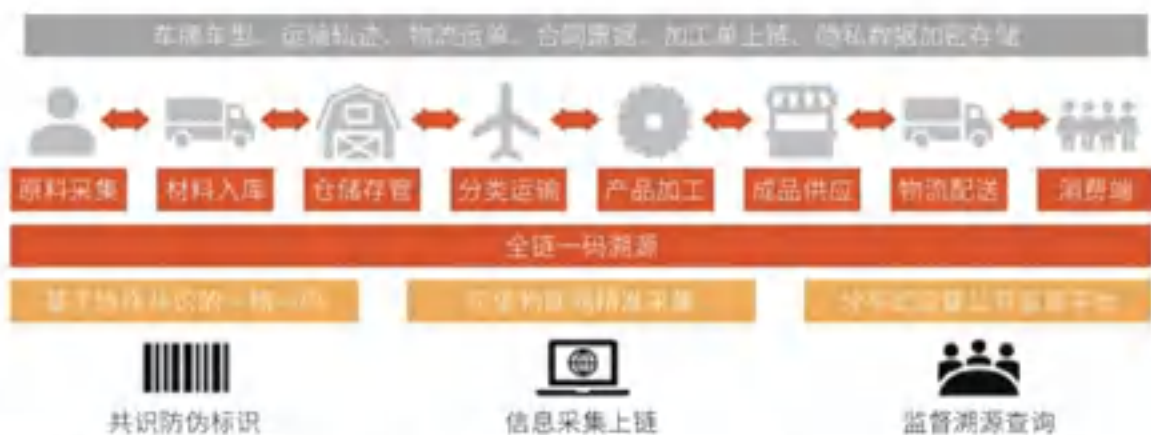 车牌车型、运输轨迹、物流运单、合同票据、加工单上链、隐私数据加密存储
原料采集 材料入库 仓储存管 分类运输 产品加工 成品供应 物流配送 消费端
全链一码溯源
共识防伪标识 信息采集上链 监督溯源查询